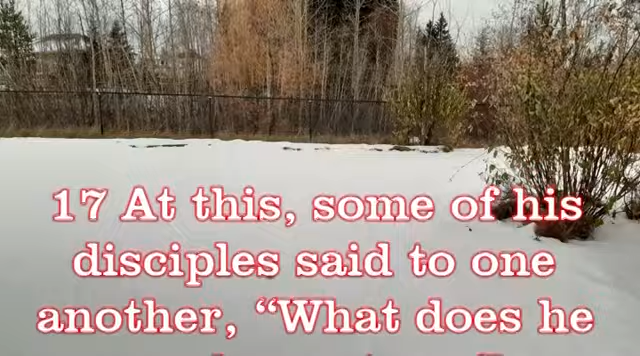 17 At this, some of his
disciples said to one
another, “What does he